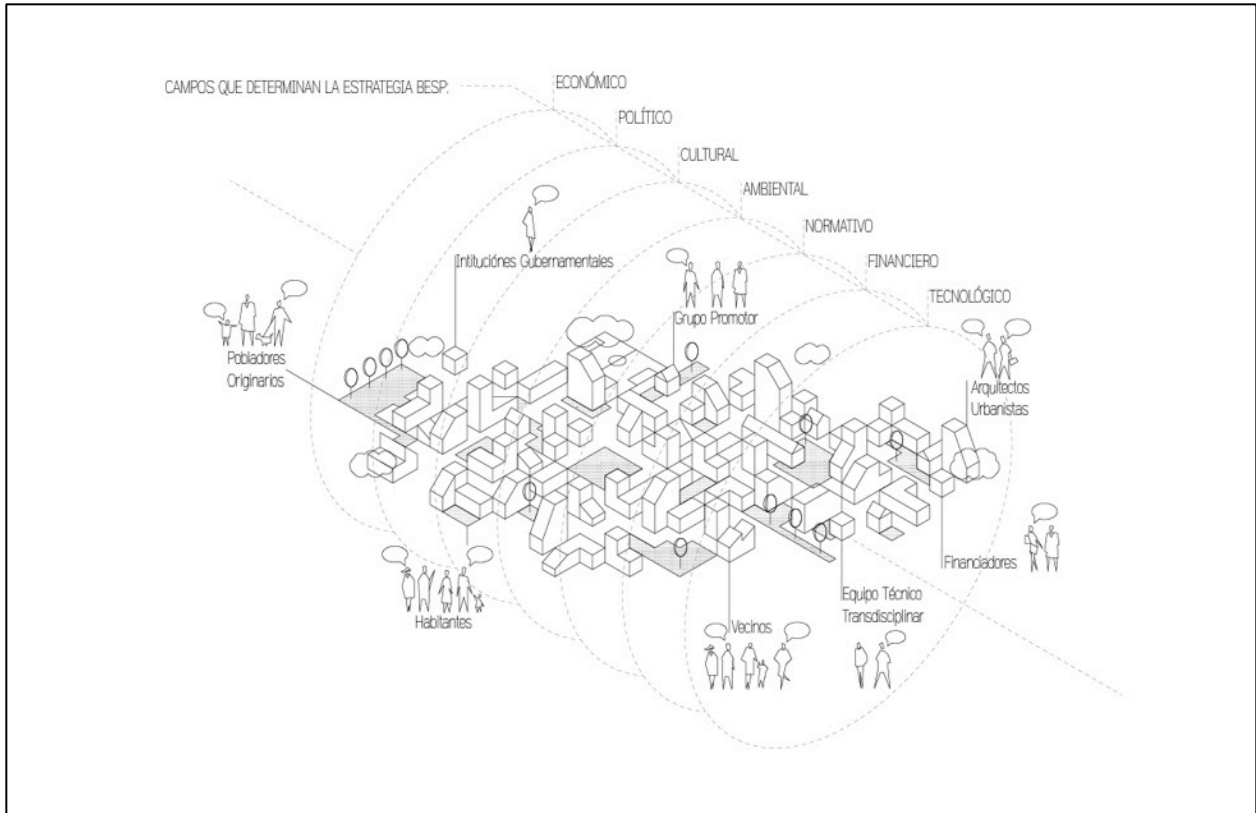 CAMPOS QUE DETERMINAN LA ESTRATEGIA BESP:
ECONÓMICO
POLÍTICO
CULTURAL
AMBIENTAL
NORMATIVO
FINANCIERO
TECNOLÓGICO
Intituciónes Gubernamentales
Grupo Promotor
Pobladores
Originarios
Arquitectos
Urbanistas
Financiadores
Equipo Técnico
Transdisciplinar
Habitantes
Vecinos